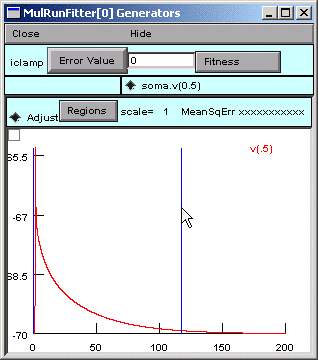 MulRunFitter[0] Generators
Close Hide
iclamp Error Value 0 Fitness
soma.v(0.5)
Adjust Regions scale= 1 MeanSqErr xxxxxxxxxxx
v(.5)
65.5
-67
68.5
-70
0 50 100 150 200